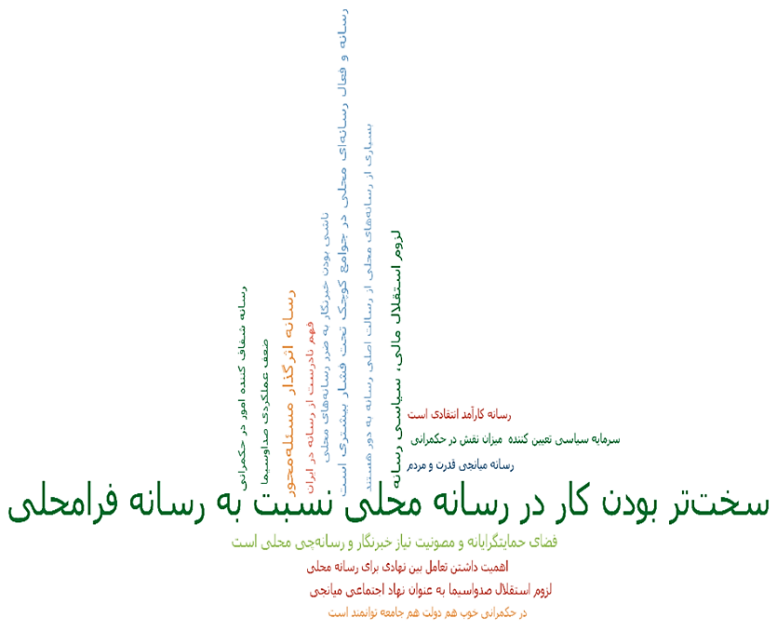 رسانه شفاف کننده امور در حکمرانی
ضعف عملکردی صداوسیما
رسانه اثرگذار مسئله‌محور
فهم نادرست از رسانه در ایران
ناشی بودن خبرنگار به ضرر رسانه‌های محلی
رسانه و فعال رسانه‌ای محلی در جوامع کوچک تحت فشار بیشتری است
بسیاری از رسانه‌های محلی از رسالت اصلی رسانه به دور هستند
لزوم استقلال مالی، سیاسی رسانه
رسانه کارآمد انتقادی است
سرمایه سیاسی تعیین کننده میزان نقش در حکمرانی
رسانه میانجی قدرت و مردم
سخت‌تر بودن کار در رسانه محلی نسبت به رسانه فرامحلی
فضای حمایتگرایانه و مصونیت نیاز خبرنگار و رسانه‌چی محلی است
اهمیت داشتن تعامل بین نهادی برای رسانه محلی
لزوم استقلال صدواسیما به عنوان نهاد اجتماعی میانجی
در حکمرانی خوب هم دولت هم جامعه توانمند است